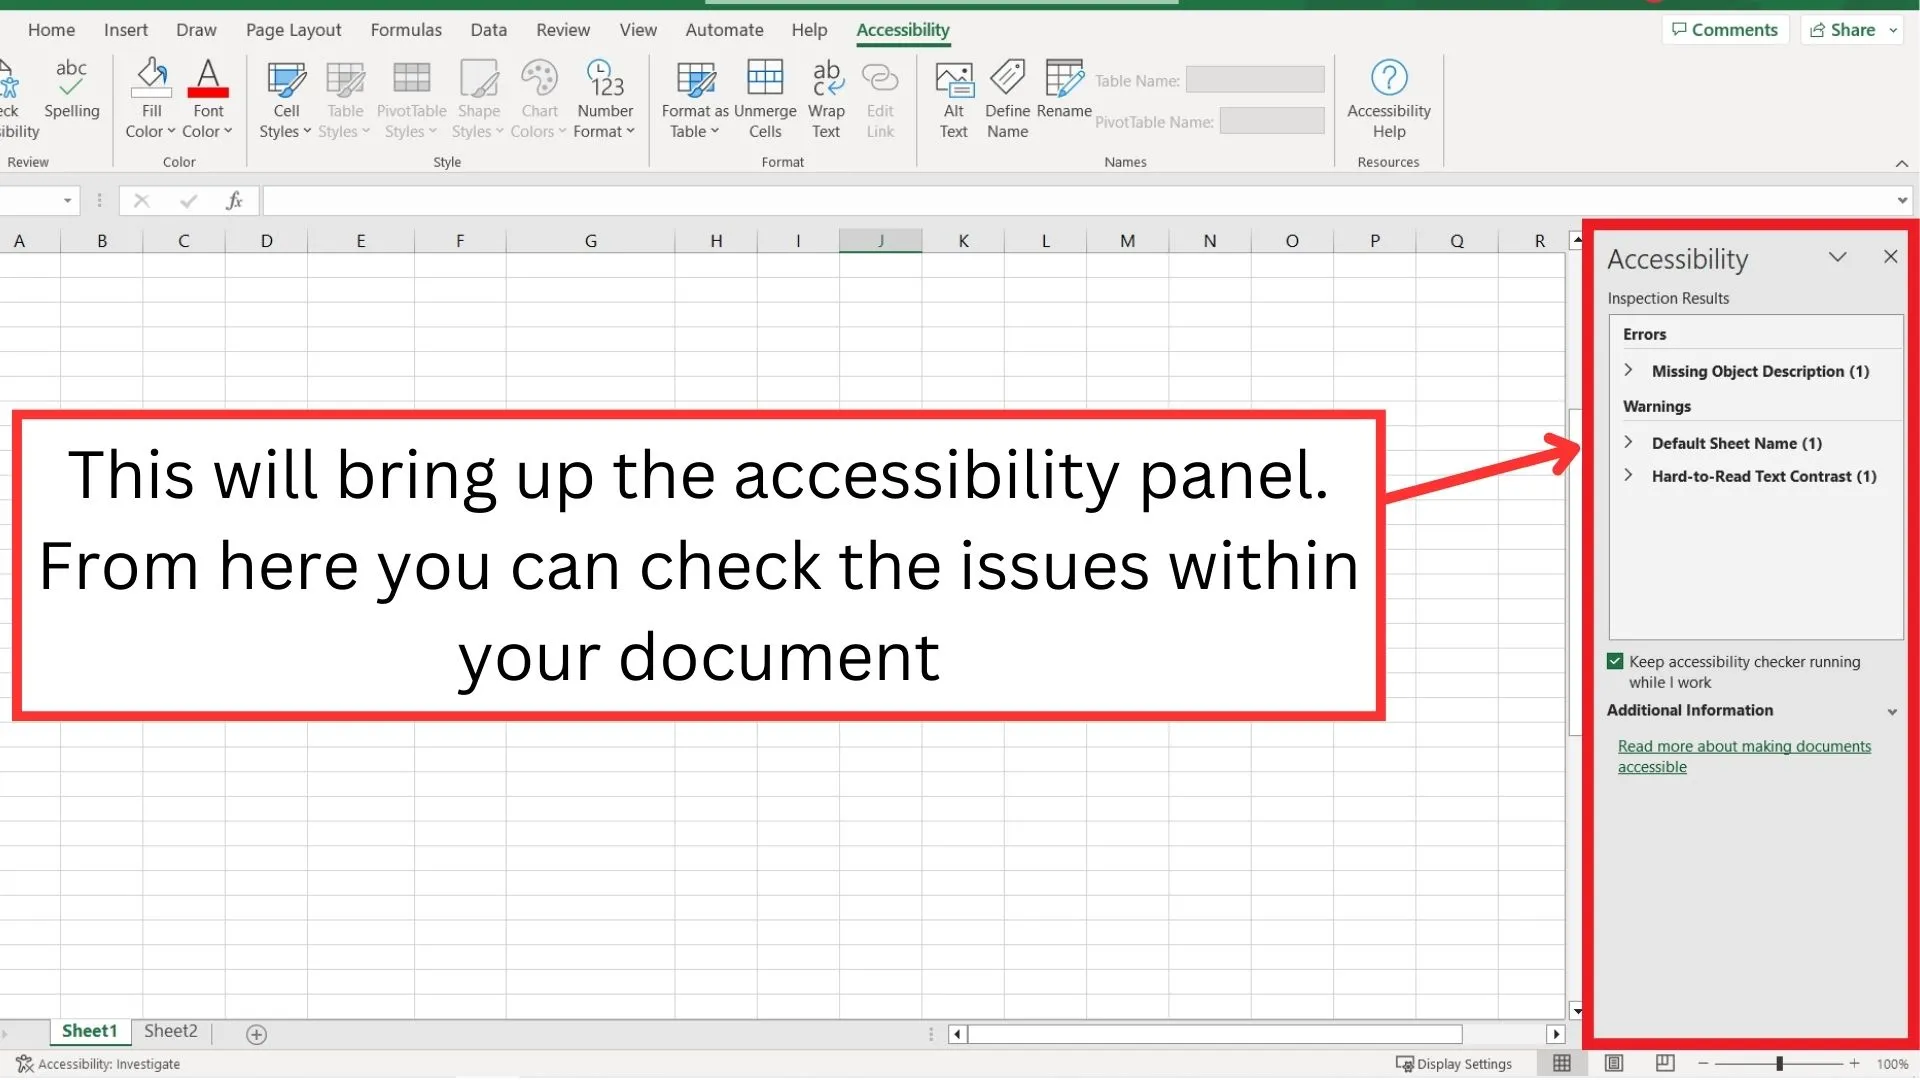 Home Insert Draw Page Layout Formulas Data Review View Automate Help Accessibility Comments Share
eck ibility
Spelling
Fill Color
Font Color
Cell Styles
Table Styles
PivotTable Styles
Shape Styles
Chart Colors
Number Format
Format as Table
Unmerge Cells
Wrap Text
Edit Link
Alt Text
Define Name
Rename
Table Name:
PivotTable Name:
Accessibility Help
Review Color Style Format Names Resources
fx
A B C D E F G H I J K L M N O P Q R
This will bring up the accessibility panel.
From here you can check the issues within
your document
Accessibility
Inspection Results
Errors
Missing Object Description (1)
Warnings
Default Sheet Name (1)
Hard-to-Read Text Contrast (1)
Keep accessibility checker running
while I work
Additional Information
Read more about making documents
accessible
Sheet1 Sheet2
Accessibility: Investigate Display Settings 100%